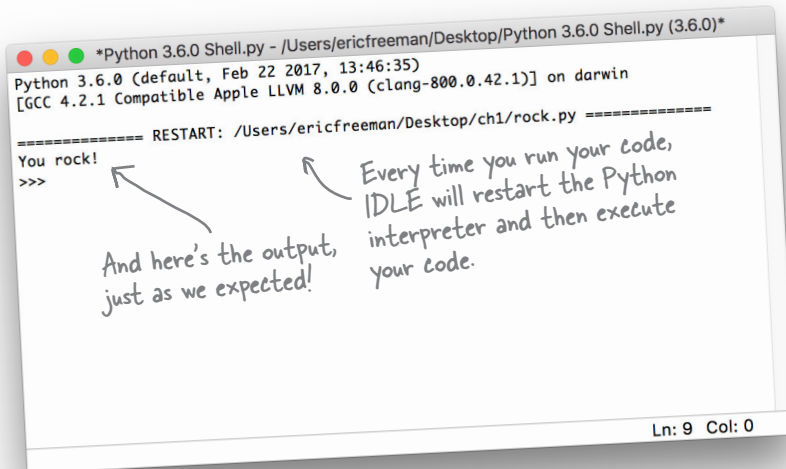 *Python 3.6.0 Shell.py - /Users/ericfreeman/Desktop/Python 3.6.0 Shell.py (3.6.0)*
Python 3.6.0 (default, Feb 22 2017, 13:46:35)
[GCC 4.2.1 Compatible Apple LLVM 8.0.0 (clang-800.0.42.1)] on darwin
============== RESTART: /Users/ericfreeman/Desktop/ch1/rock.py ==============
You rock!
>>>
Every time you run your code,
IDLE will restart the Python
interpreter and then execute
your code.
And here's the output,
just as we expected!
Ln: 9 Col: 0